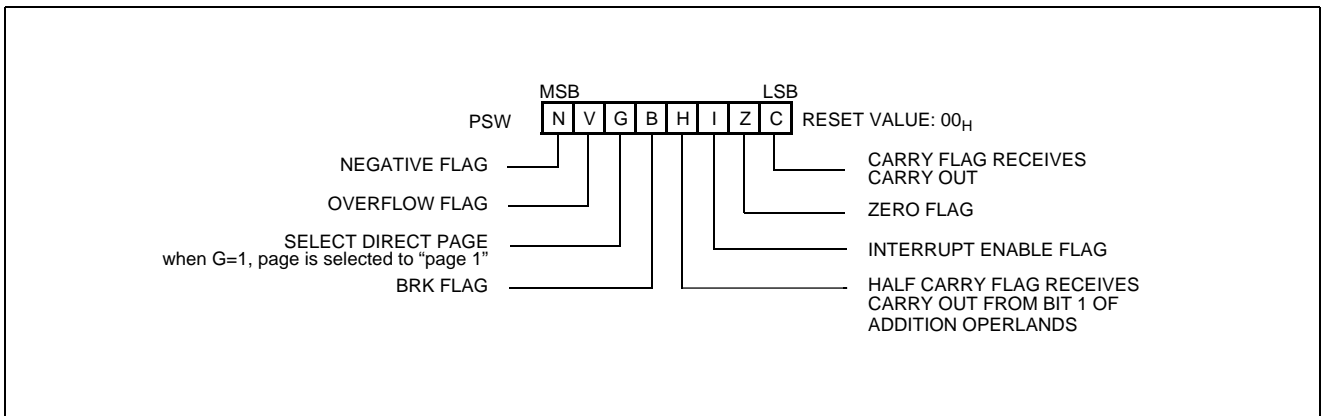 MSB LSB
PSW N V G B H I Z C RESET VALUE: 00H
NEGATIVE FLAG
OVERFLOW FLAG
SELECT DIRECT PAGE
when G=1, page is selected to “page 1”
BRK FLAG
CARRY FLAG RECEIVES
CARRY OUT
ZERO FLAG
INTERRUPT ENABLE FLAG
HALF CARRY FLAG RECEIVES
CARRY OUT FROM BIT 1 OF
ADDITION OPERLANDS